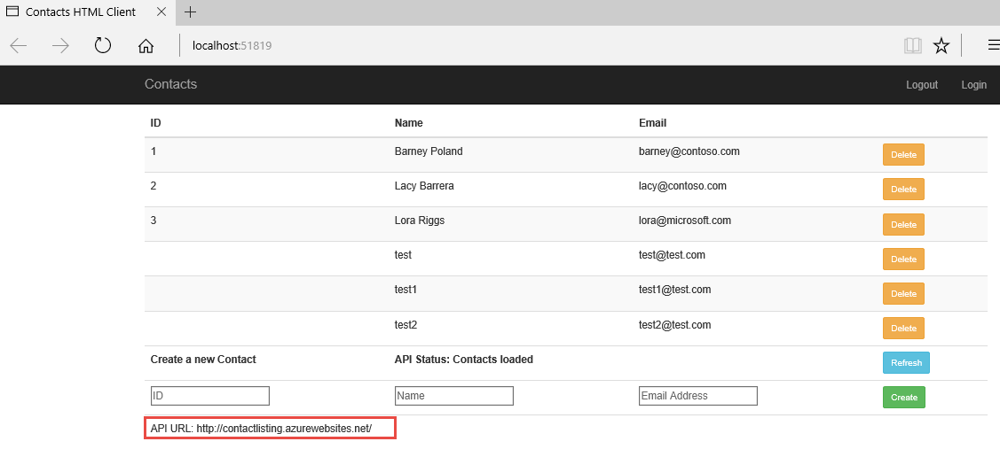 Contacts HTML Client
localhost:51819
Contacts Logout Login
ID Name Email
1 Barney Poland barney@contoso.com Delete
2 Lacy Barrera lacy@contoso.com Delete
3 Lora Riggs lora@microsoft.com Delete
test test@test.com Delete
test1 test1@test.com Delete
test2 test2@test.com Delete
Create a new Contact API Status: Contacts loaded Refresh
ID Name Email Address Create
API URL: http://contactlisting.azurewebsites.net/